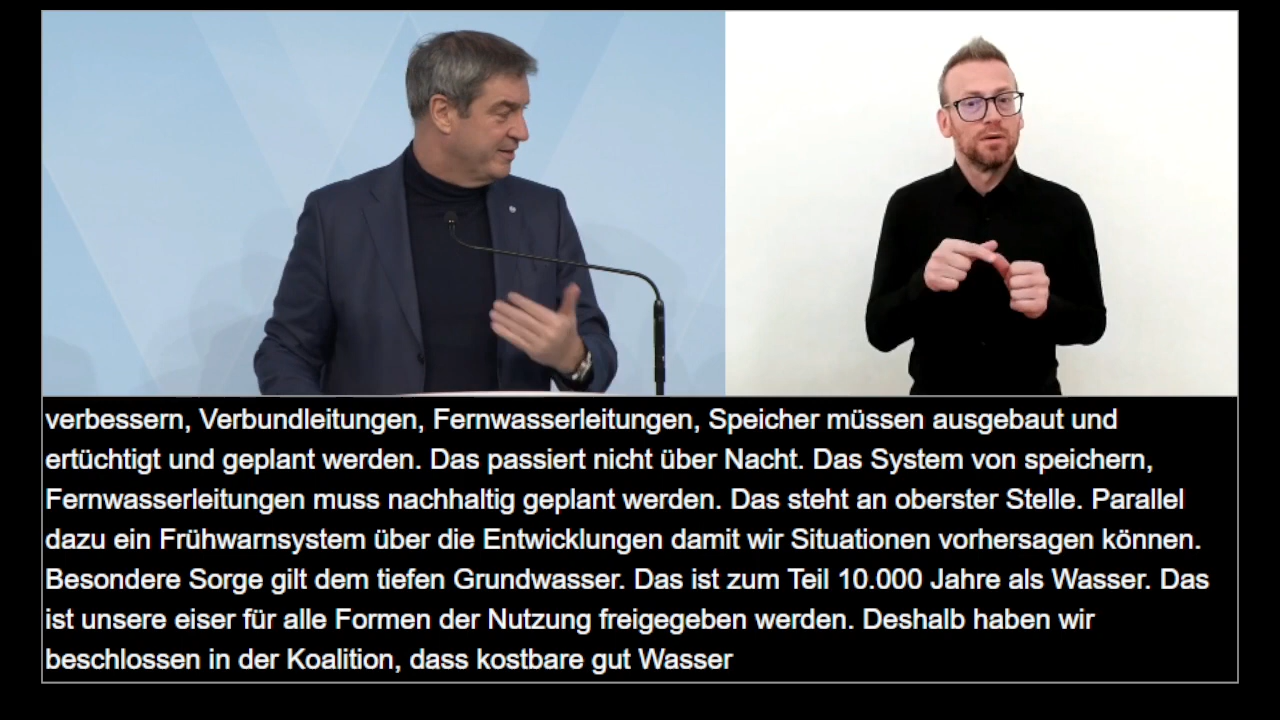 verbessern, Verbundleitungen, Fernwasserleitungen, Speicher müssen ausgebaut und
ertüchtigt und geplant werden. Das passiert nicht über Nacht. Das System von speichern,
Fernwasserleitungen muss nachhaltig geplant werden. Das steht an oberster Stelle. Parallel
dazu ein Frühwarnsystem über die Entwicklungen damit wir Situationen vorhersagen können.
Besondere Sorge gilt dem tiefen Grundwasser. Das ist zum Teil 10.000 Jahre als Wasser. Das
ist unsere eiser für alle Formen der Nutzung freigegeben werden. Deshalb haben wir
beschlossen in der Koalition, dass kostbare gut Wasser